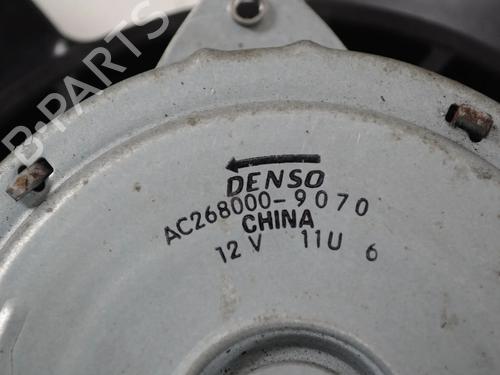 B-PARTS
DENSO
AC268000-9070
CHINA
12V 11U 6